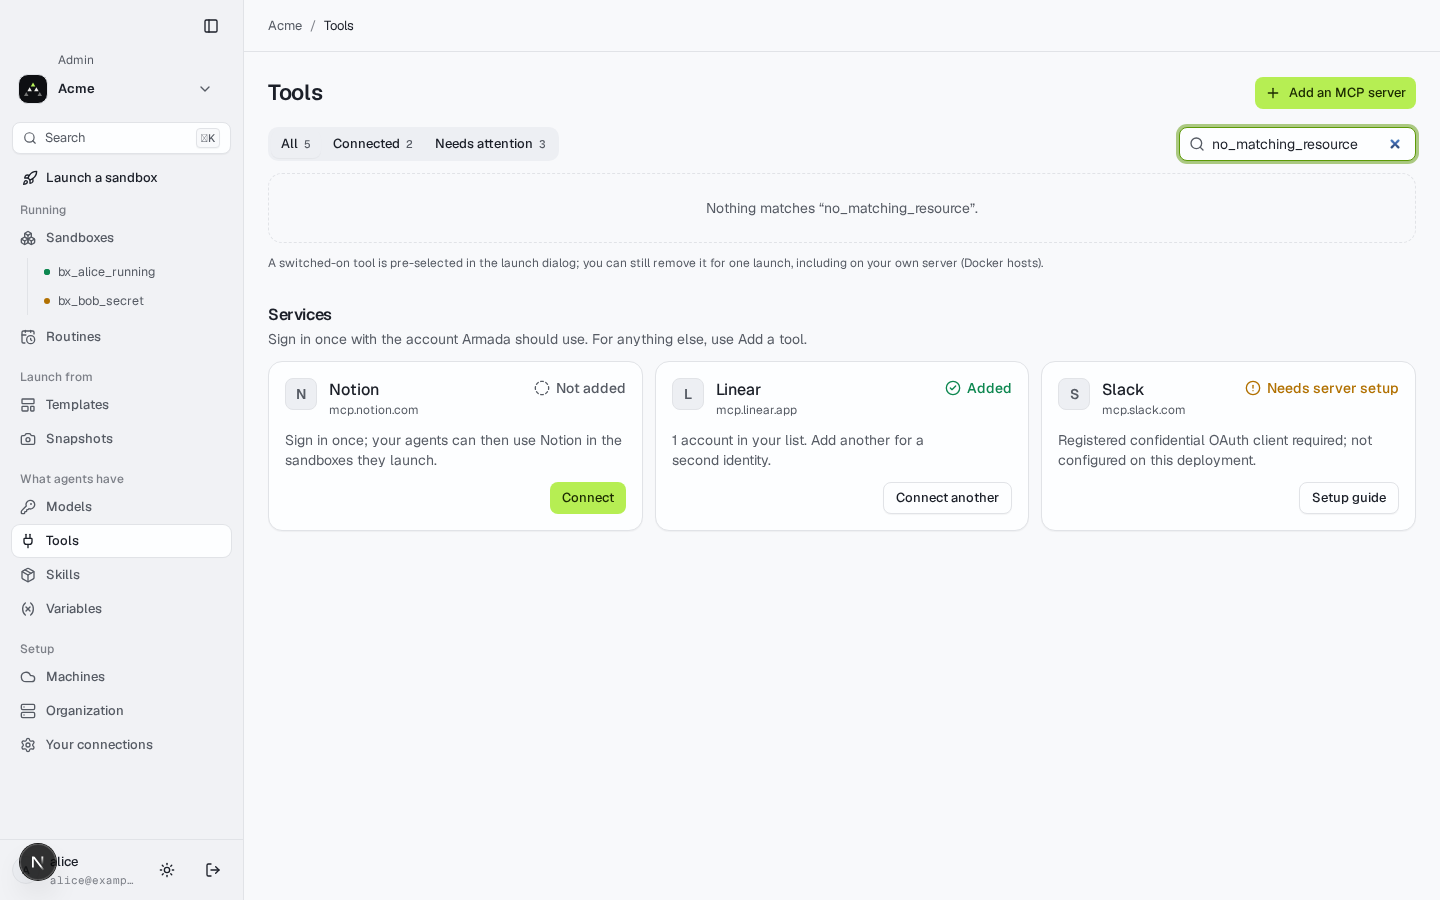 Admin
Acme
Search
K
Launch a sandbox
Running
Sandboxes
bx_alice_running
bx_bob_secret
Routines
Launch from
Templates
Snapshots
What agents have
Models
Tools
Skills
Variables
Setup
Machines
Organization
Your connections
N
alice
alice@examp…
Acme / Tools
Tools
Add an MCP server
All 5
Connected 2
Needs attention 3
no_matching_resource
Nothing matches “no_matching_resource”.
A switched-on tool is pre-selected in the launch dialog; you can still remove it for one launch, including on your own server (Docker hosts).
Services
Sign in once with the account Armada should use. For anything else, use Add a tool.
N
Notion
Not added
mcp.notion.com
Sign in once; your agents can then use Notion in the
sandboxes they launch.
Connect
L
Linear
Added
mcp.linear.app
1 account in your list. Add another for a
second identity.
Connect another
S
Slack
Needs server setup
mcp.slack.com
Registered confidential OAuth client required; not
configured on this deployment.
Setup guide